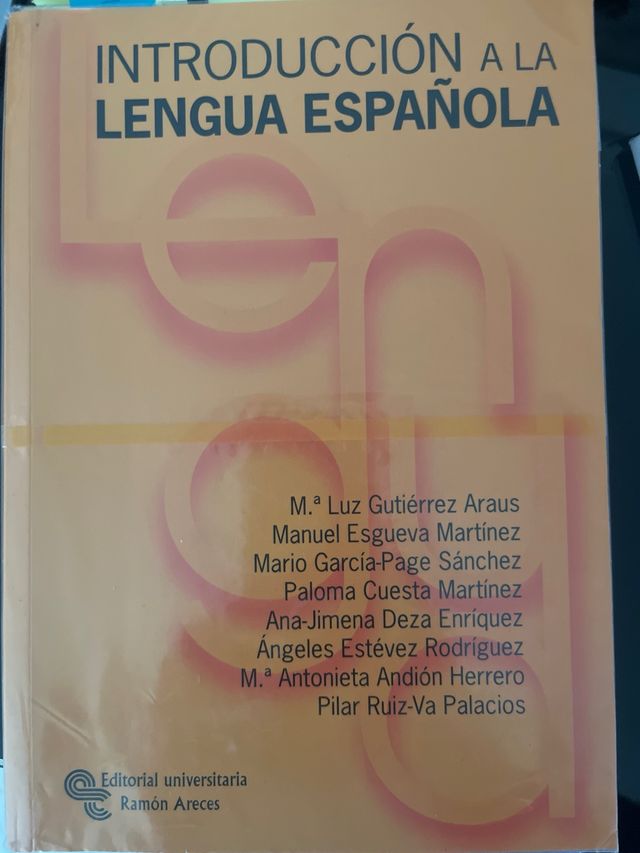 INTRODUCCIÓN A LA
LENGUA ESPAÑOLA
Lengua
M.ª Luz Gutiérrez Araus
Manuel Esgueva Martínez
Mario García-Page Sánchez
Paloma Cuesta Martínez
Ana-Jimena Deza Enríquez
Ángeles Estévez Rodríguez
M.ª Antonieta Andión Herrero
Pilar Ruiz-Va Palacios
Editorial universitaria
Ramón Areces